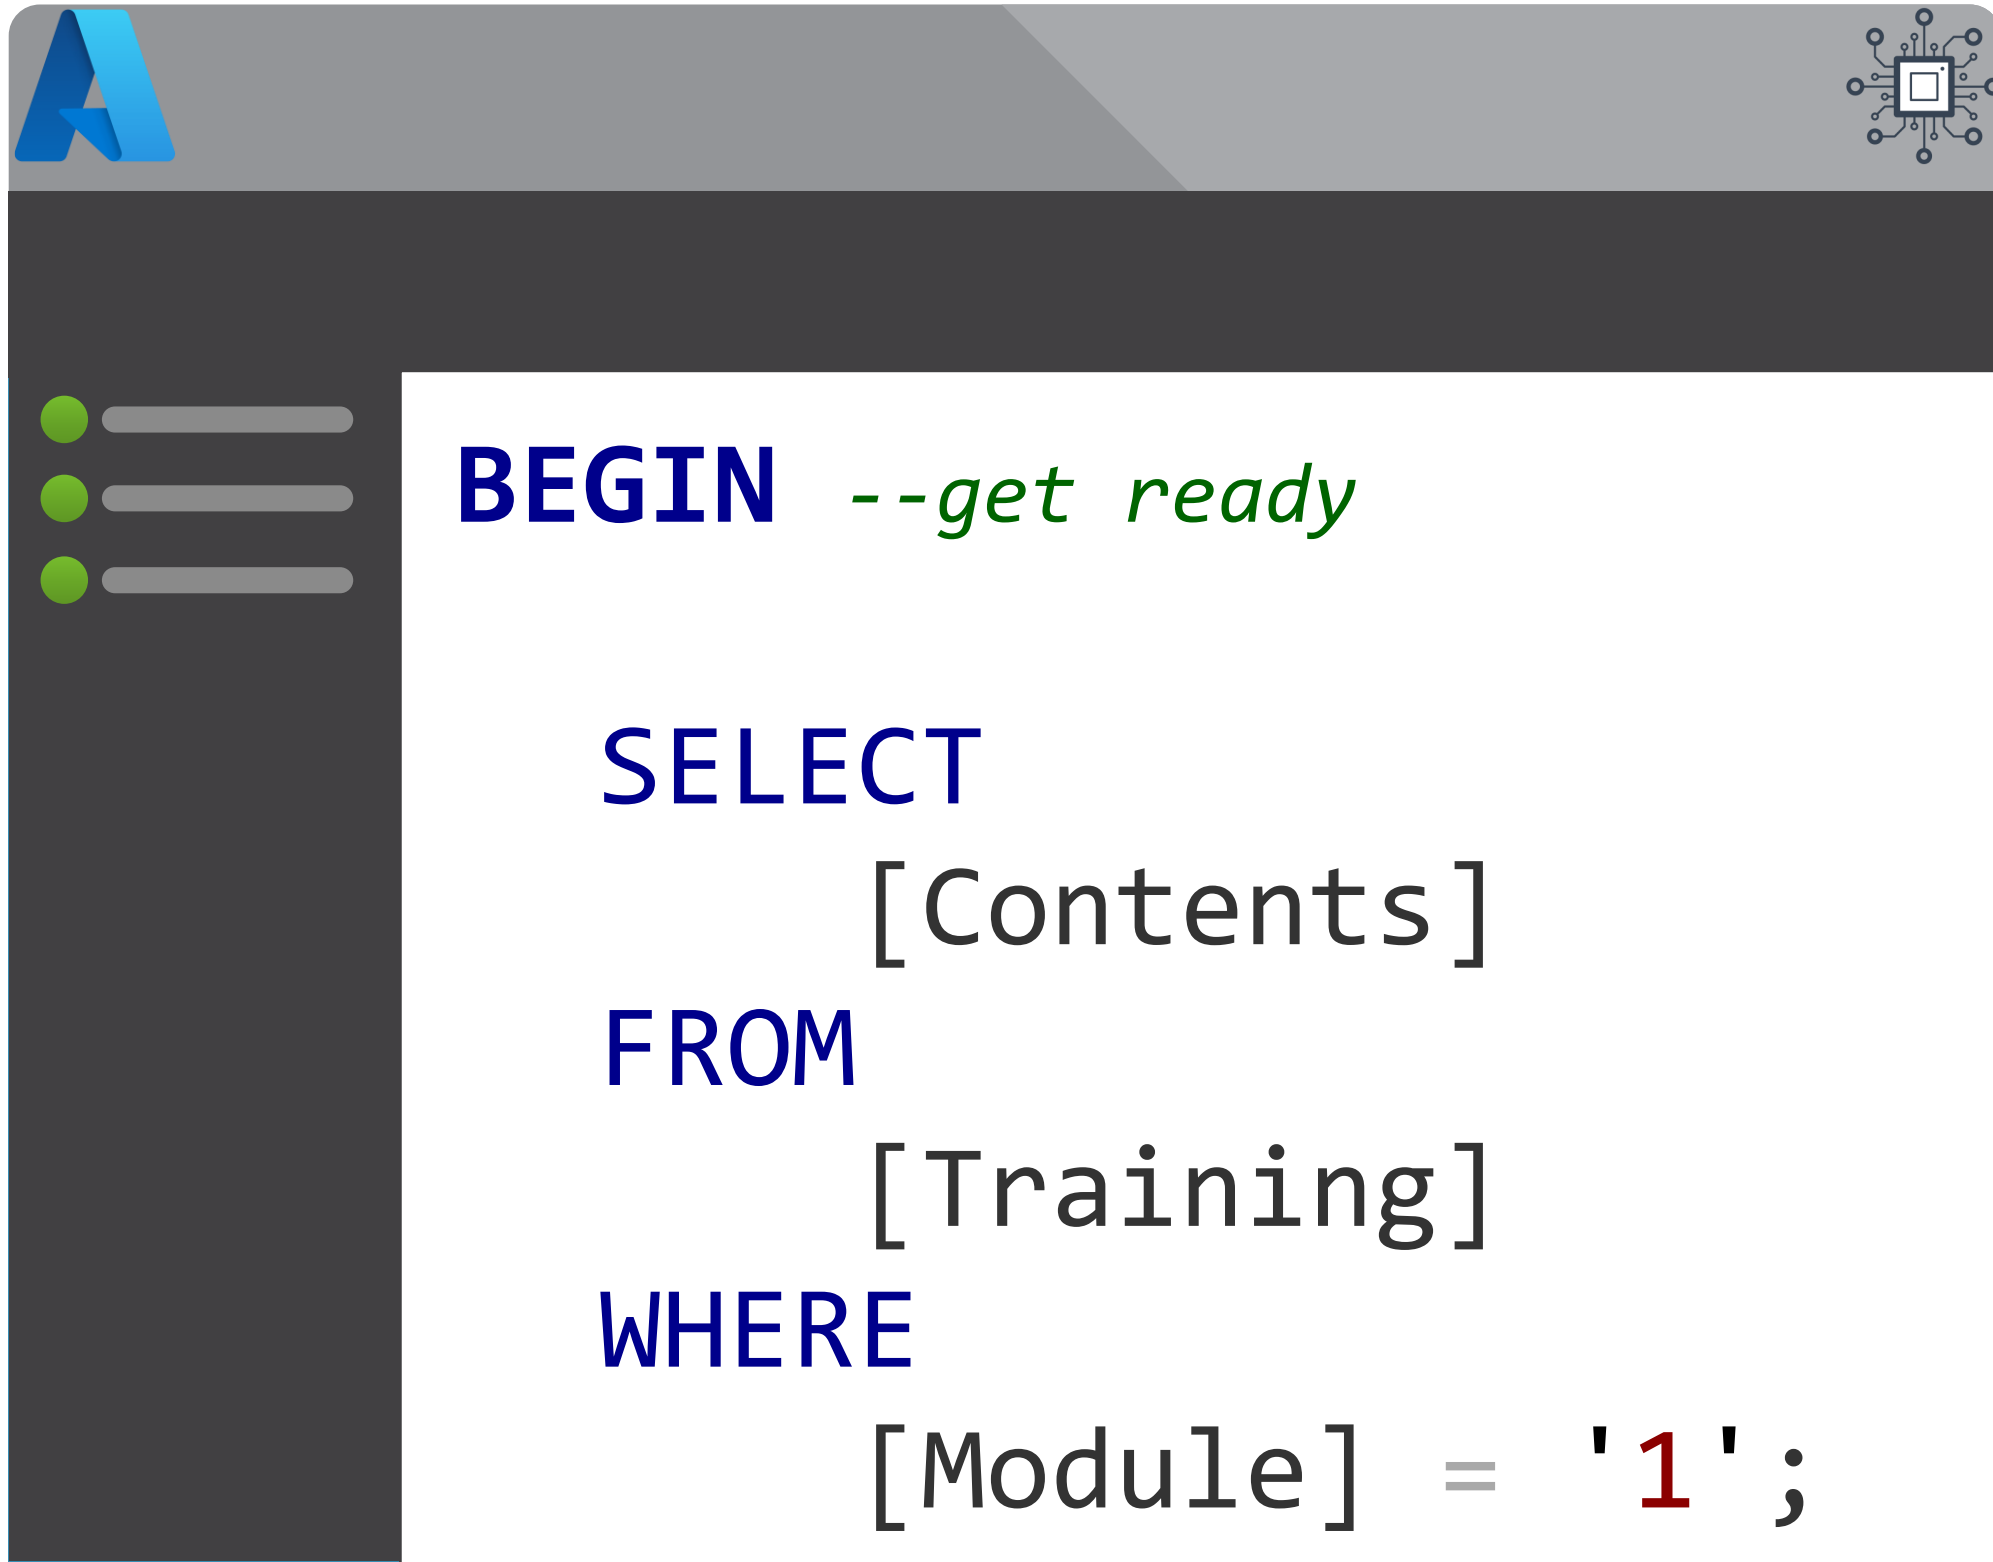 BEGIN --get ready
SELECT
[Contents]
FROM
[Training]
WHERE
[Module] = '1';